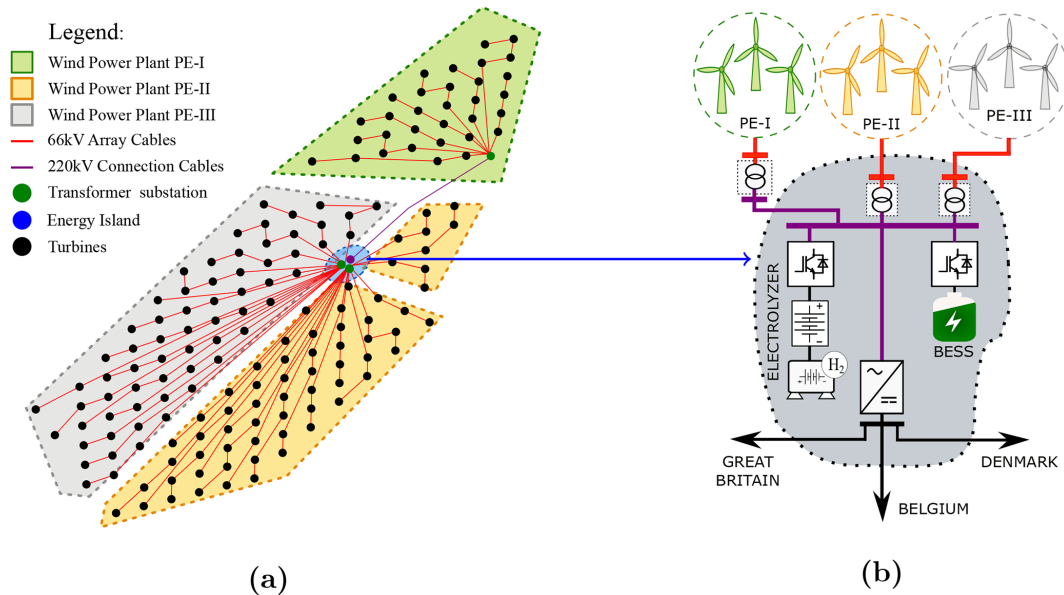 Legend:
Wind Power Plant PE-I
Wind Power Plant PE-II
Wind Power Plant PE-III
66kV Array Cables
220kV Connection Cables
Transformer substation
Energy Island
Turbines
(a)
PE-I
PE-II
PE-III
ELECTROLYZER
H2
BESS
GREAT
BRITAIN
DENMARK
BELGIUM
(b)